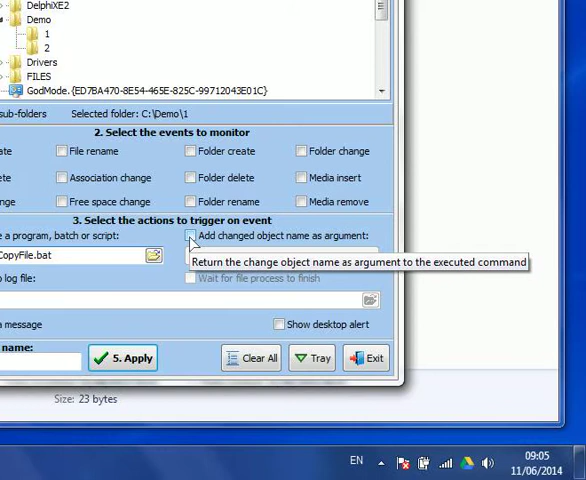 DelphiXE2
Demo
1
2
Drivers
FILES
GodMode.{ED7BA470-8E54-465E-825C-99712043E01C}
sub-folders Selected folder: C:\Demo\1
2. Select the events to monitor
ate File rename Folder create Folder change
ete Association change Folder delete Media insert
nge Free space change Folder rename Media remove
3. Select the actions to trigger on event
e a program, batch or script: Add changed object name as argument:
CopyFile.bat
Return the change object name as argument to the executed command
o log file: Wait for file process to finish
a message Show desktop alert
name: 5. Apply Clear All Tray Exit
Size: 23 bytes
EN 09:05
11/06/2014